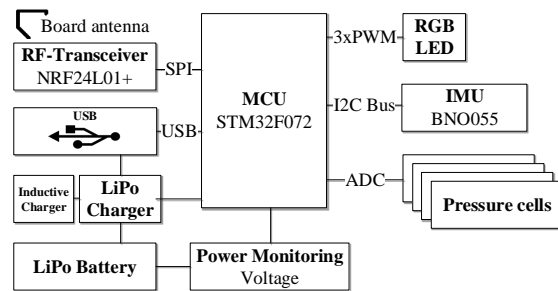 Board antenna
RF-Transceiver
NRF24L01+
SPI
USB
USB
Inductive
Charger
LiPo
Charger
LiPo Battery
MCU
STM32F072
Power Monitoring
Voltage
3xPWM
RGB
LED
I2C Bus
IMU
BNO055
ADC
Pressure cells